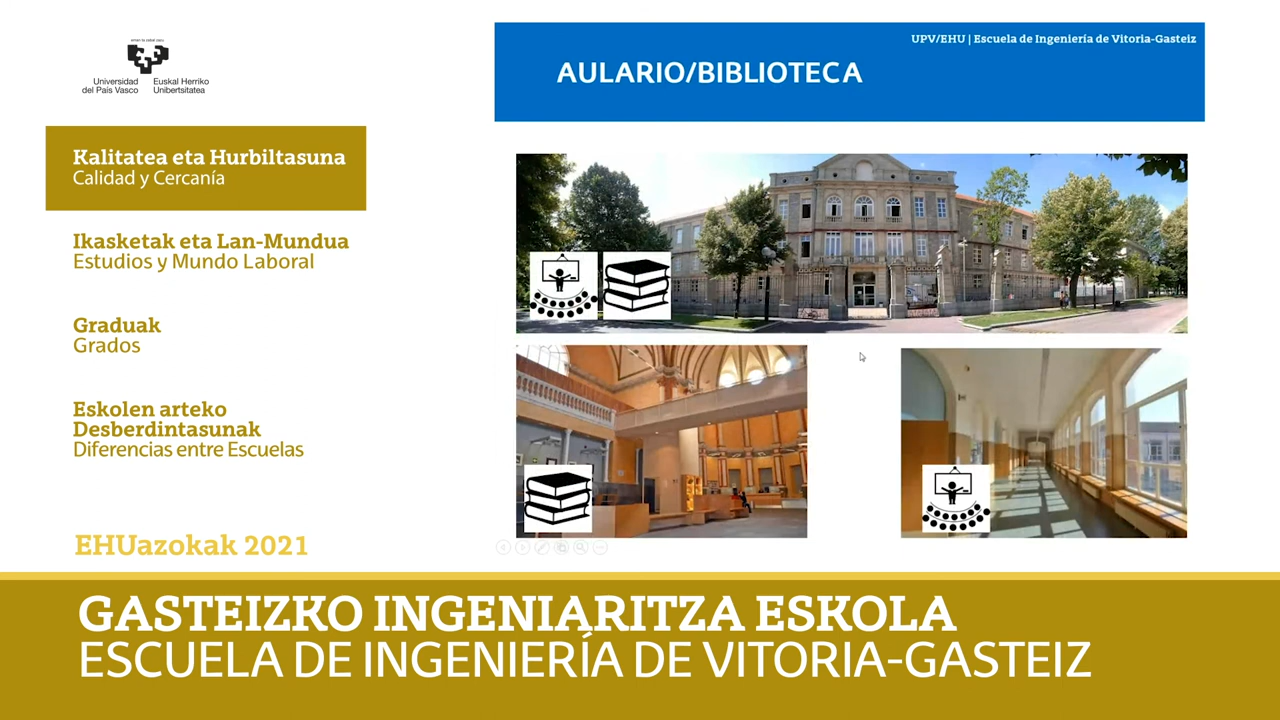 Universidad
del País Vasco
Euskal Herriko
Unibertsitatea
Kalitatea eta Hurbiltasuna
Calidad y Cercanía
Ikasketak eta Lan-Mundua
Estudios y Mundo Laboral
Graduak
Grados
Eskolen arteko
Desberdintasunak
Diferencias entre Escuelas
EHUazokak 2021
UPV/EHU | Escuela de Ingeniería de Vitoria-Gasteiz
AULARIO/BIBLIOTECA
GASTEIZKO INGENIARITZA ESKOLA
ESCUELA DE INGENIERÍA DE VITORIA-GASTEIZ